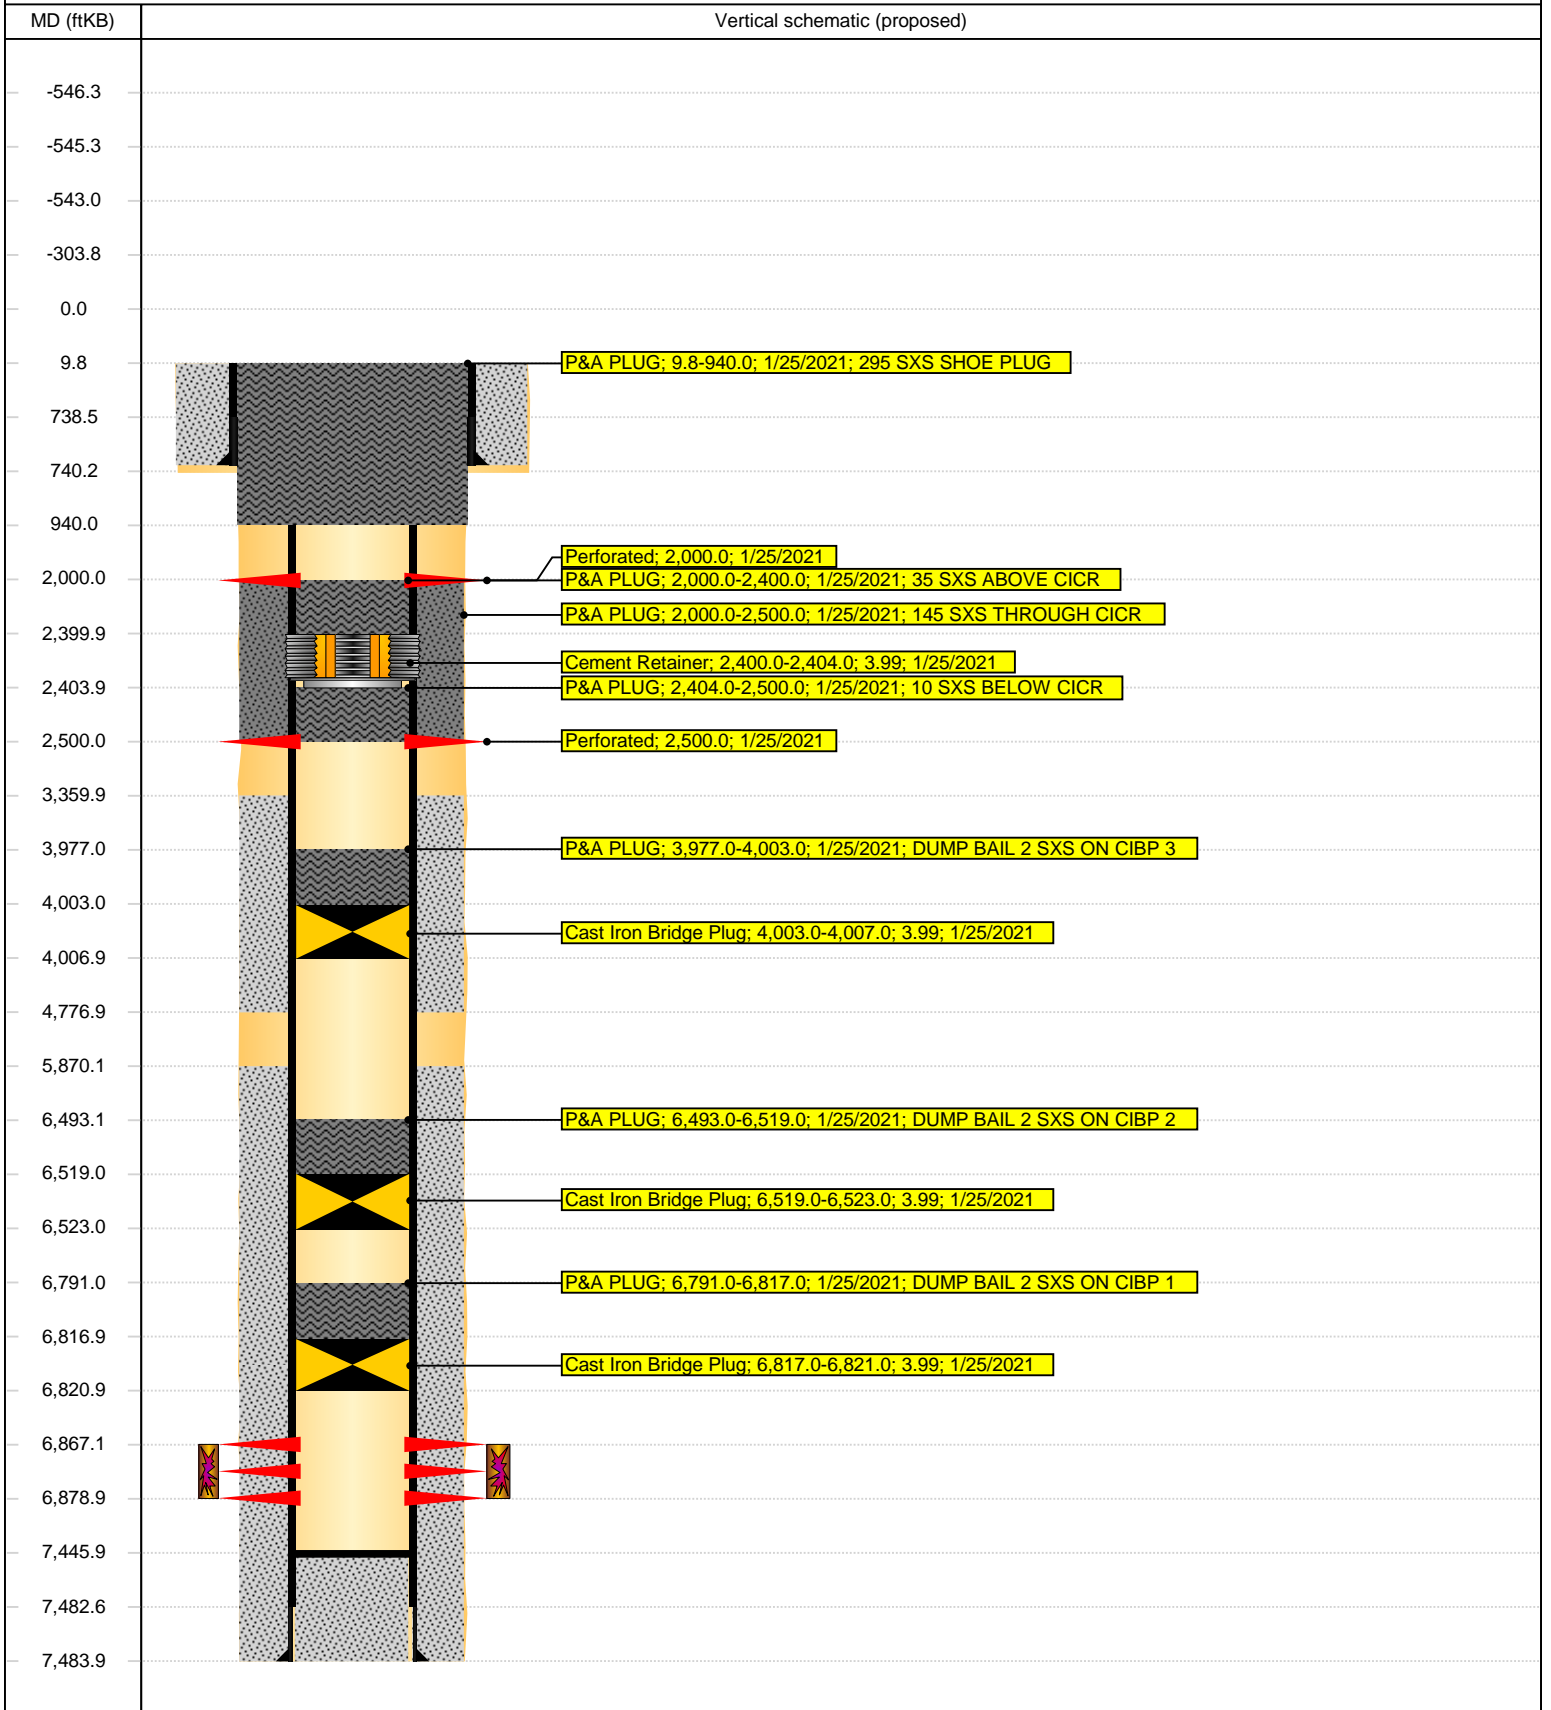 MD (ftKB)
Vertical schematic (proposed)
-546.3
-545.3
-543.0
-303.8
0.0
9.8
P&A PLUG; 9.8-940.0; 1/25/2021; 295 SXS SHOE PLUG
738.5
740.2
940.0
Perforated; 2,000.0; 1/25/2021
2,000.0
P&A PLUG; 2,000.0-2,400.0; 1/25/2021; 35 SXS ABOVE CICR
P&A PLUG; 2,000.0-2,500.0; 1/25/2021; 145 SXS THROUGH CICR
2,399.9
Cement Retainer; 2,400.0-2,404.0; 3.99; 1/25/2021
2,403.9
P&A PLUG; 2,404.0-2,500.0; 1/25/2021; 10 SXS BELOW CICR
2,500.0
Perforated; 2,500.0; 1/25/2021
3,359.9
3,977.0
P&A PLUG; 3,977.0-4,003.0; 1/25/2021; DUMP BAIL 2 SXS ON CIBP 3
4,003.0
Cast Iron Bridge Plug; 4,003.0-4,007.0; 3.99; 1/25/2021
4,006.9
4,776.9
5,870.1
6,493.1
P&A PLUG; 6,493.0-6,519.0; 1/25/2021; DUMP BAIL 2 SXS ON CIBP 2
6,519.0
Cast Iron Bridge Plug; 6,519.0-6,523.0; 3.99; 1/25/2021
6,523.0
6,791.0
P&A PLUG; 6,791.0-6,817.0; 1/25/2021; DUMP BAIL 2 SXS ON CIBP 1
6,816.9
Cast Iron Bridge Plug; 6,817.0-6,821.0; 3.99; 1/25/2021
6,820.9
6,867.1
6,878.9
7,445.9
7,482.6
7,483.9